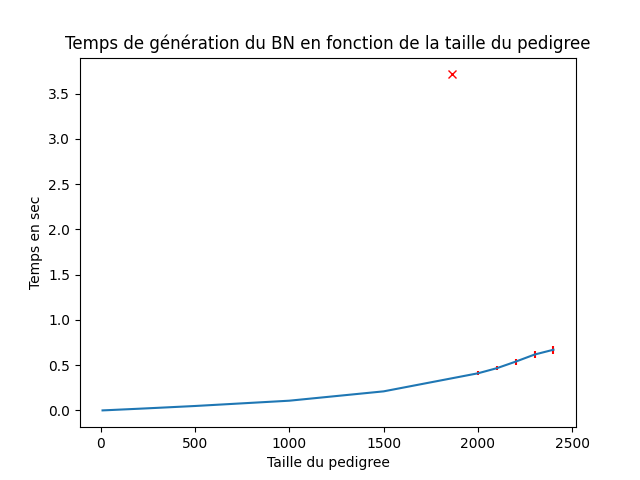 Temps de génération du BN en fonction de la taille du pedigree
3.5
3.0
2.5
2.0
1.5
1.0
0.5
0.0
Temps en sec
0 500 1000 1500 2000 2500
Taille du pedigree